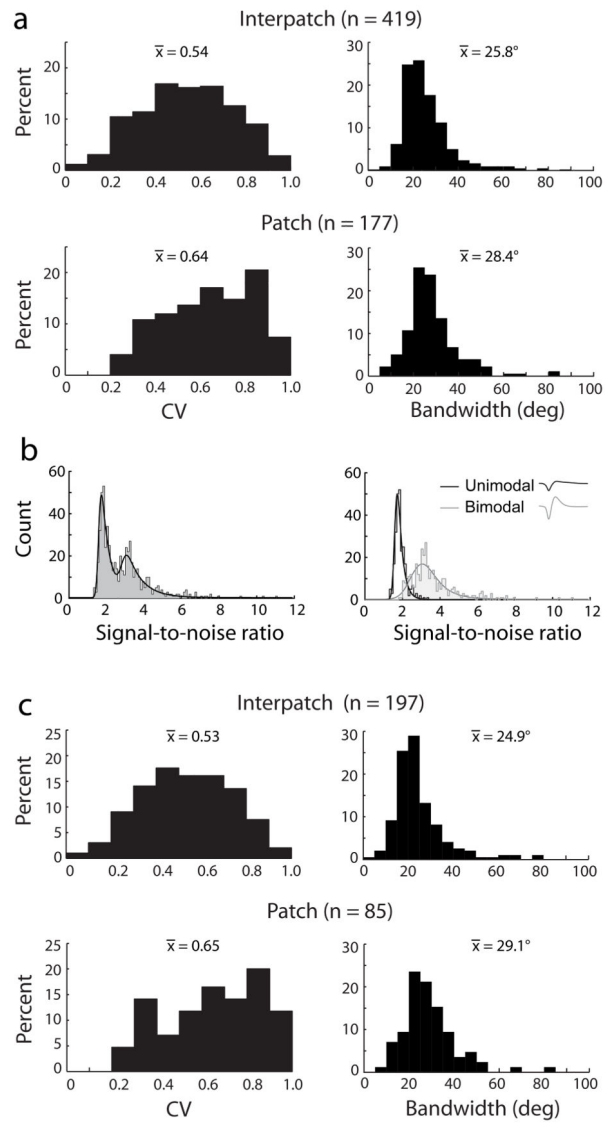 a
Interpatch (n = 419)
x̄ = 0.54
x̄ = 25.8°
Percent
20
10
0
0 0.2 0.4 0.6 0.8 1.0
30
20
10
0
0 20 40 60 80 100
Patch (n = 177)
x̄ = 0.64
x̄ = 28.4°
Percent
20
10
0
0 0.2 0.4 0.6 0.8 1.0
CV
30
20
10
0
0 20 40 60 80 100
Bandwidth (deg)
b
Count
60
40
20
0
0 2 4 6 8 10 12
Signal-to-noise ratio
60
40
20
0
0 2 4 6 8 10 12
Signal-to-noise ratio
Unimodal
Bimodal
c
Interpatch (n = 197)
x̄ = 0.53
x̄ = 24.9°
Percent
25
20
15
10
5
0
0 0.2 0.4 0.6 0.8 1.0
30
20
10
0
0 20 40 60 80 100
Patch (n = 85)
x̄ = 0.65
x̄ = 29.1°
Percent
25
20
15
10
5
0
0 0.2 0.4 0.6 0.8 1.0
CV
30
20
10
0
0 20 40 60 80 100
Bandwidth (deg)